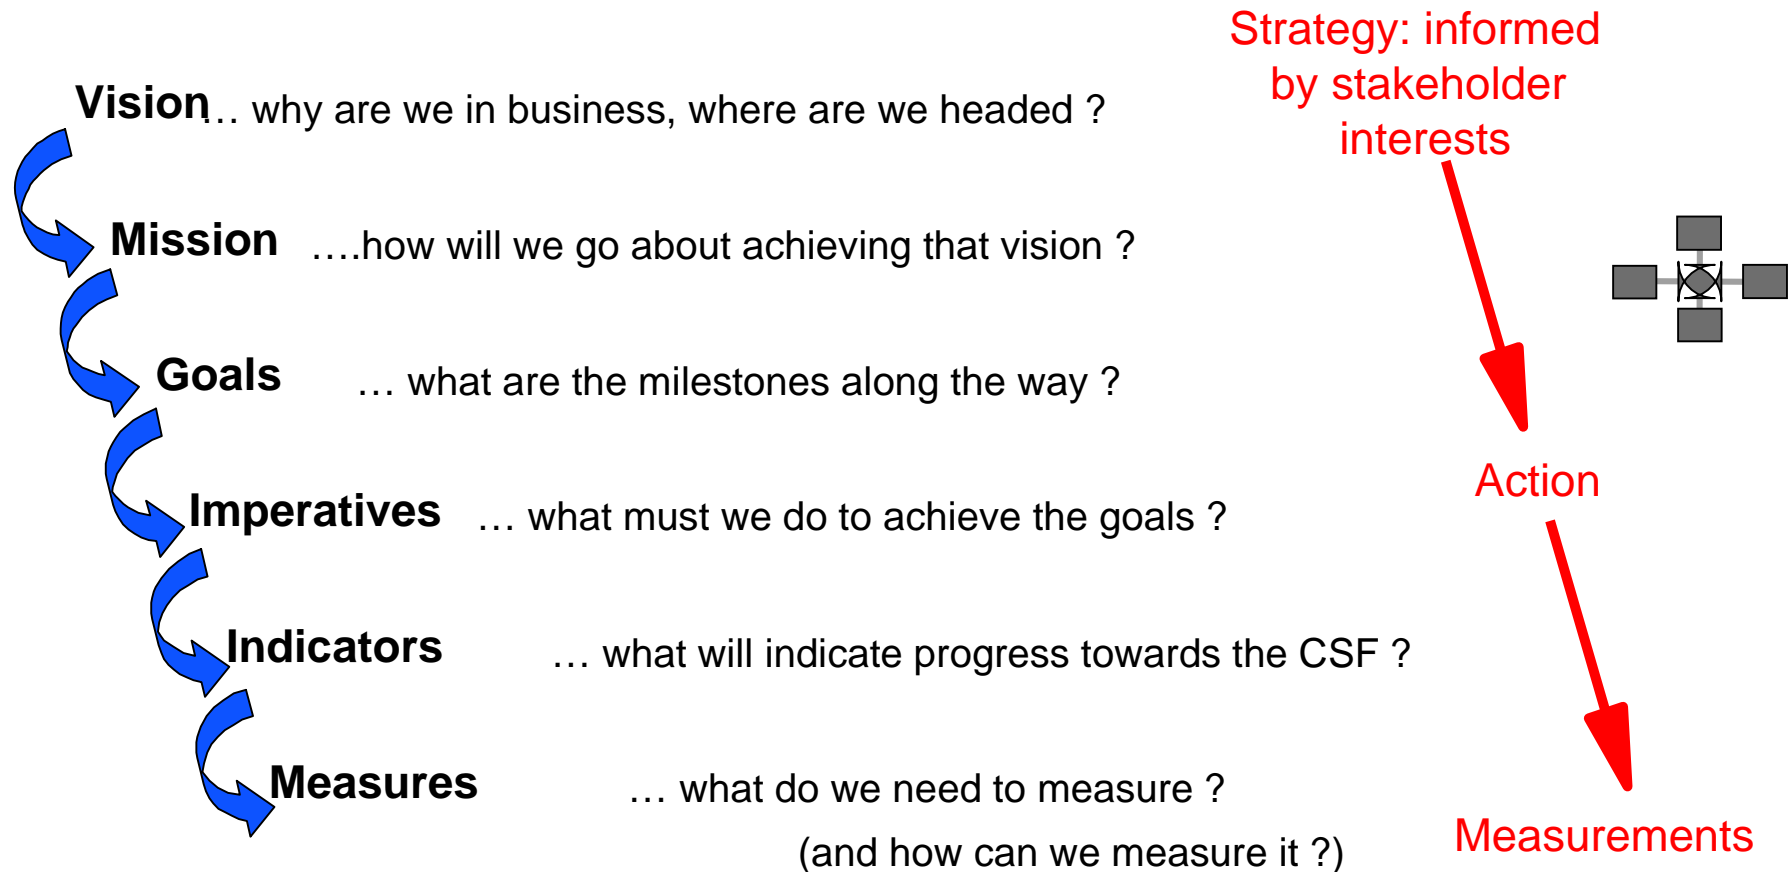 Strategy: informed
by stakeholder
interests
Vision… why are we in business, where are we headed ?
Mission ….how will we go about achieving that vision ?
Goals … what are the milestones along the way ?
Action
Imperatives … what must we do to achieve the goals ?
Indicators … what will indicate progress towards the CSF ?
Measures … what do we need to measure ?
(and how can we measure it ?)
Measurements